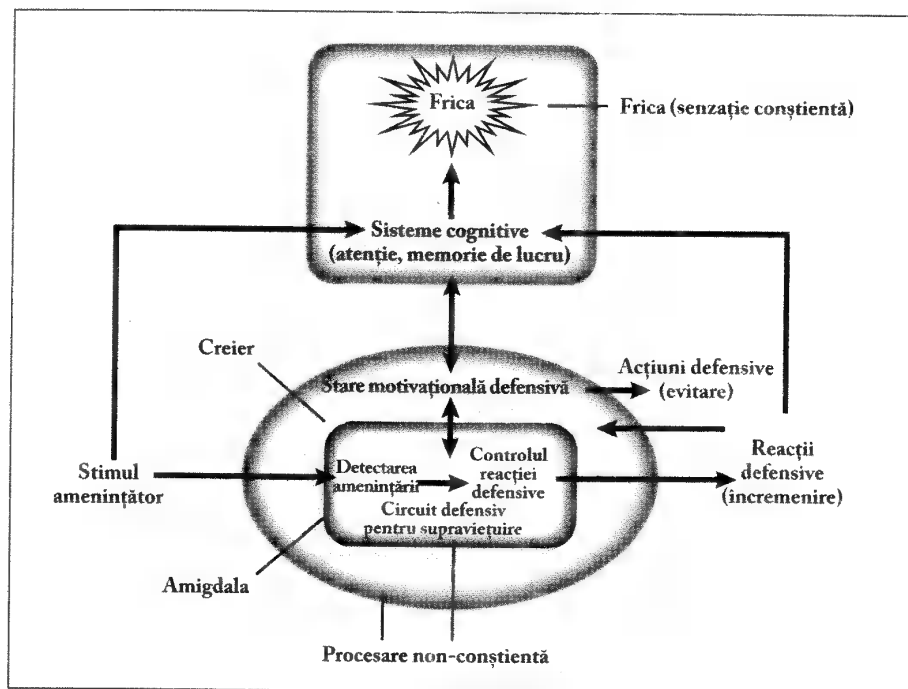 Frica
Frica (senzație conștientă)
Sisteme cognitive
(atenție, memorie de lucru)
Creier
Stare motivațională defensivă
Acțiuni defensive
(evitare)
Stimul
amenințător
Detectarea
amenințării
Controlul
reacției
defensive
Circuit defensiv
pentru supraviețuire
Reacții
defensive
(încremenire)
Amigdala
Procesare non-conștientă